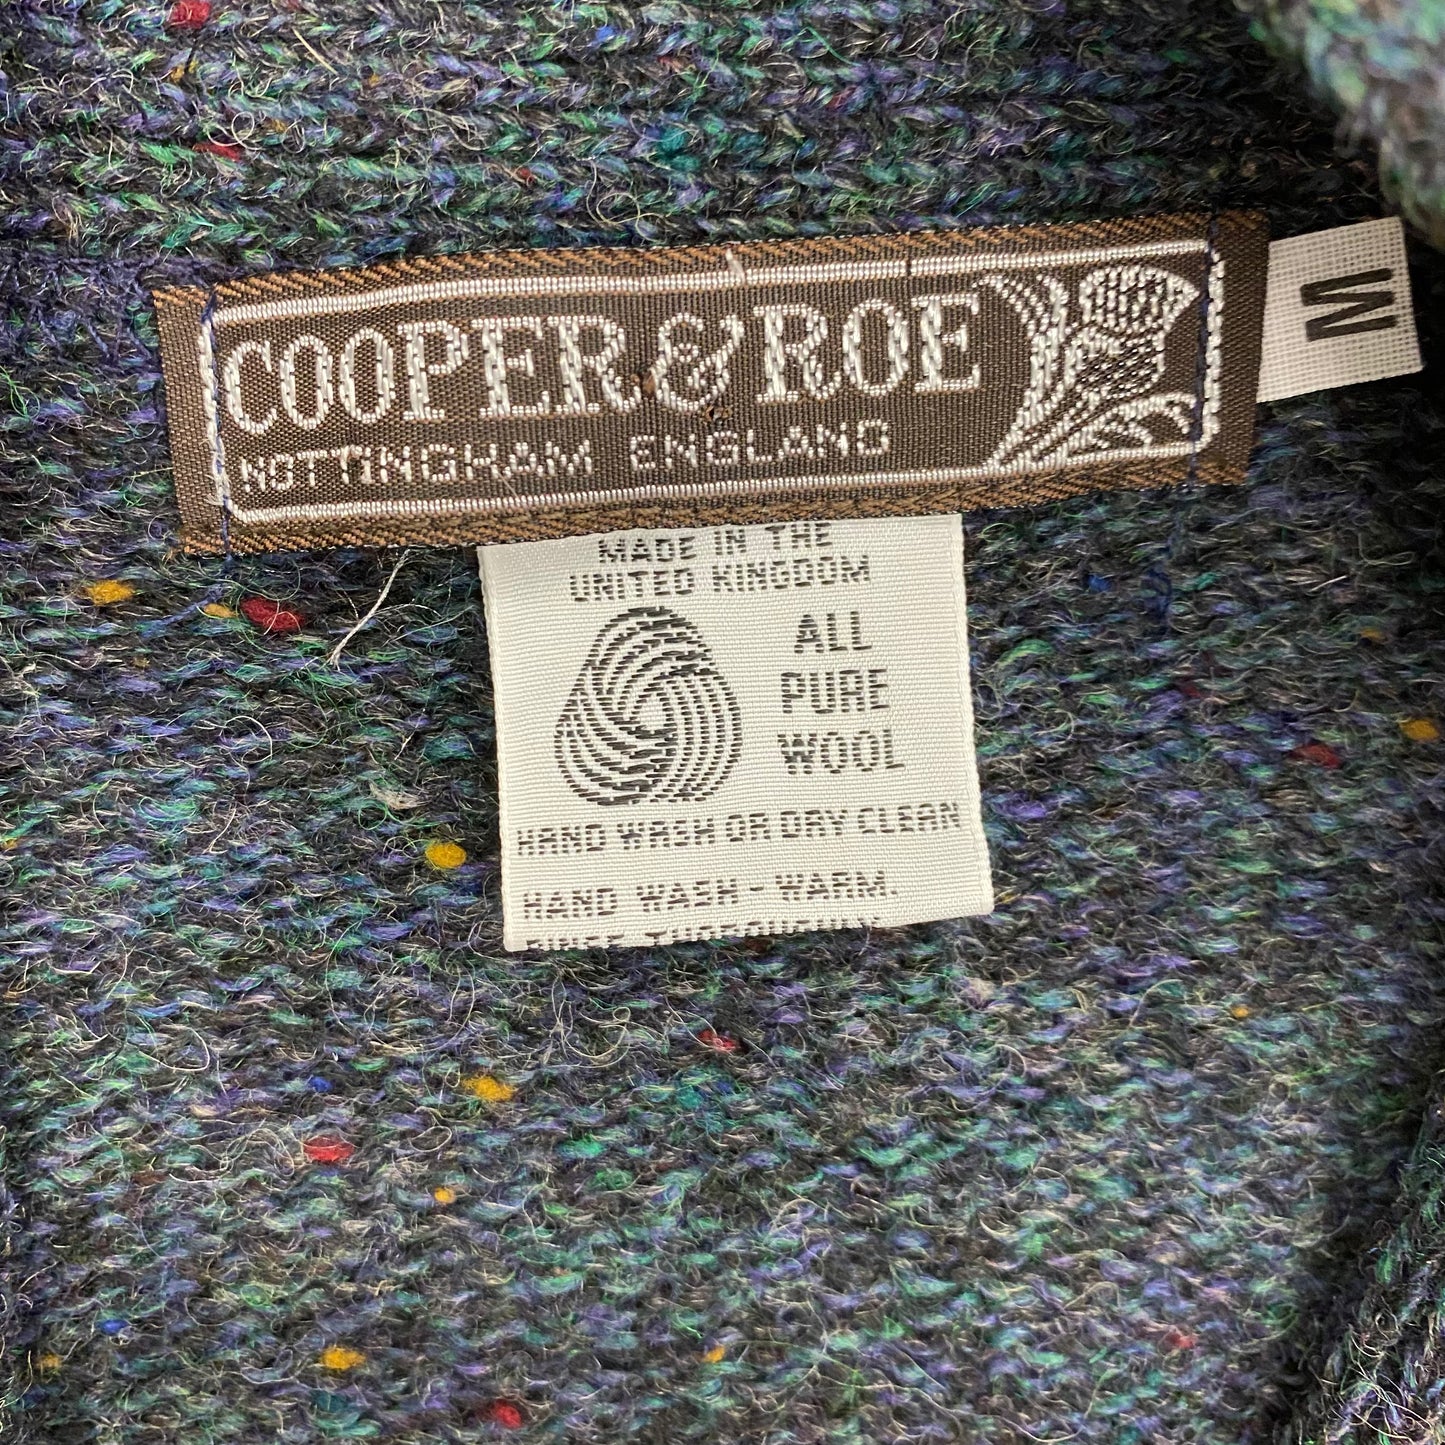 COOPER & ROE
NOTTINGHAM ENGLAND
M
MADE IN THE
UNITED KINGDOM
ALL
PURE
WOOL
HAND WASH OR DRY CLEAN
HAND WASH - WARM.